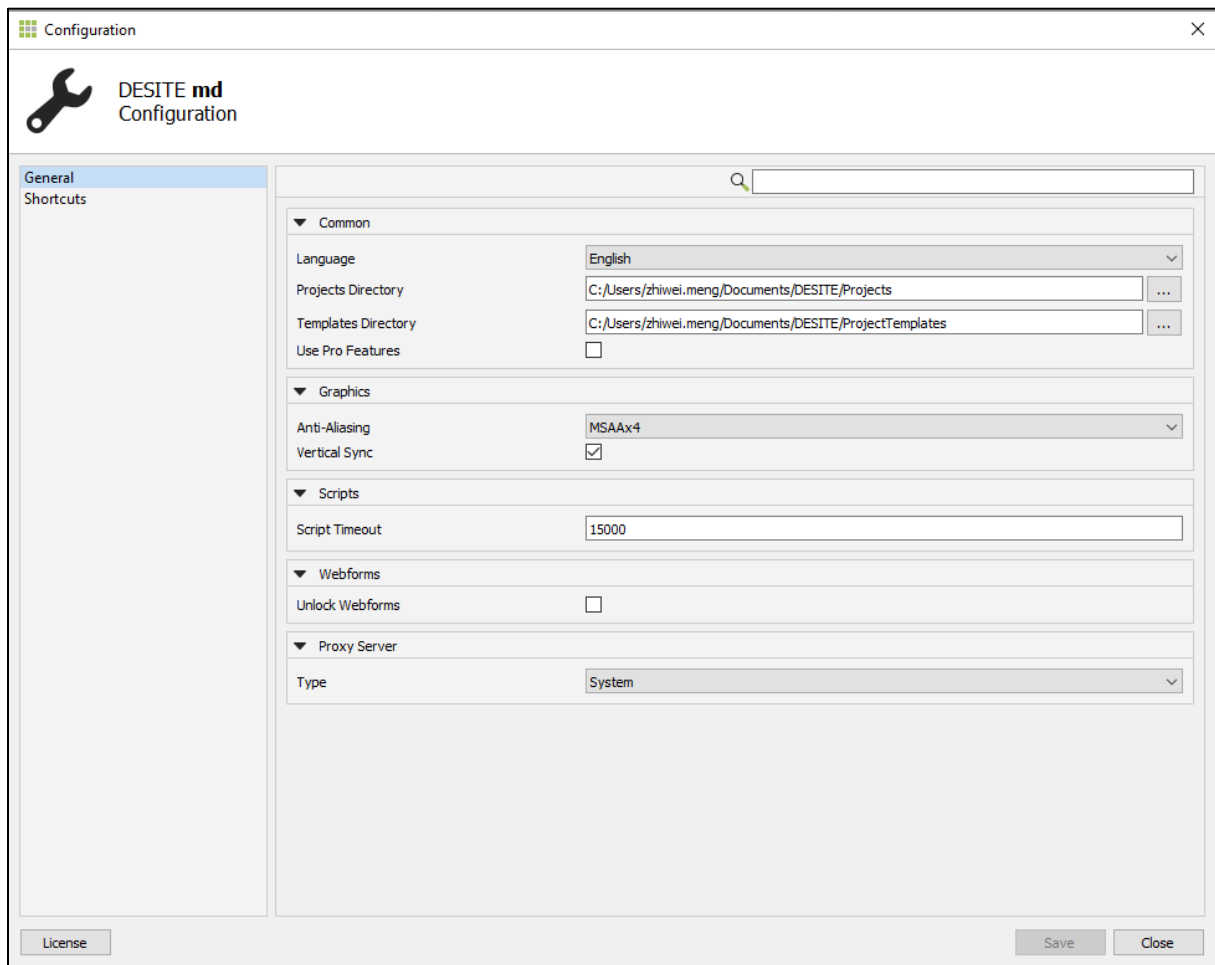 Configuration
DESITE md
Configuration
General
Shortcuts
Common
Language English
Projects Directory C:/Users/zhiwei.meng/Documents/DESITE/Projects ...
Templates Directory C:/Users/zhiwei.meng/Documents/DESITE/ProjectTemplates ...
Use Pro Features
Graphics
Anti-Aliasing MSAAx4
Vertical Sync
Scripts
Script Timeout 15000
Webforms
Unlock Webforms
Proxy Server
Type System
License Save Close